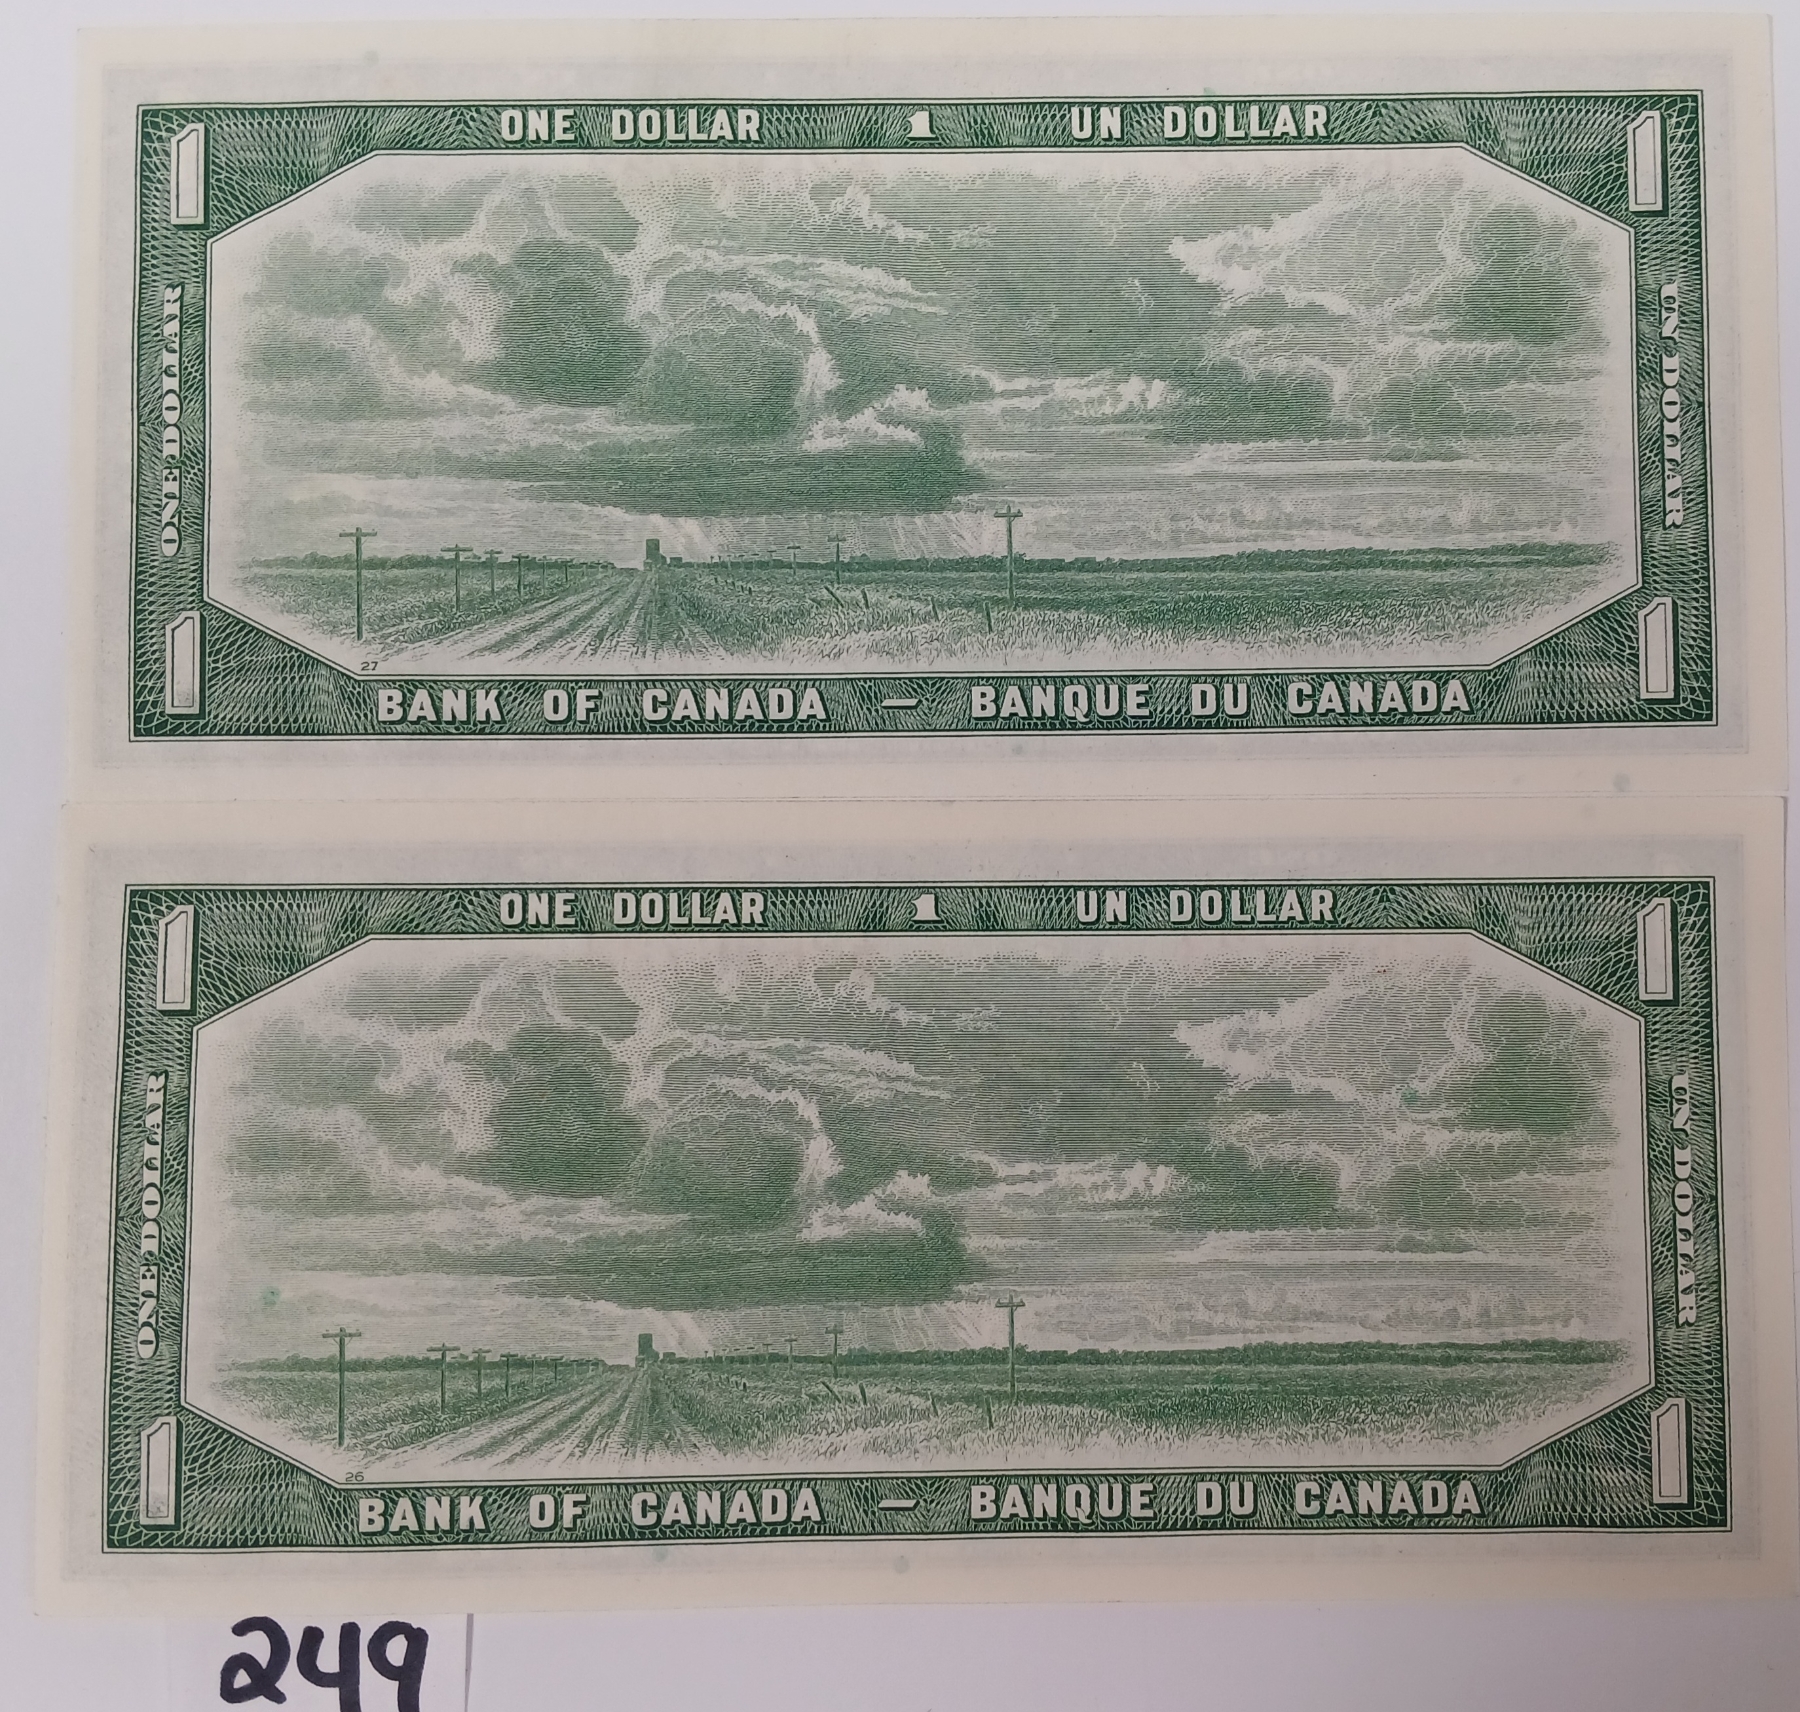 ONE DOLLAR 1 UN DOLLAR
1 1
ONE DOLLAR
UN DOLLAR
1 1
27
BANK OF CANADA — BANQUE DU CANADA
ONE DOLLAR 1 UN DOLLAR
1 1
ONE DOLLAR
UN DOLLAR
1 1
26
BANK OF CANADA — BANQUE DU CANADA
249